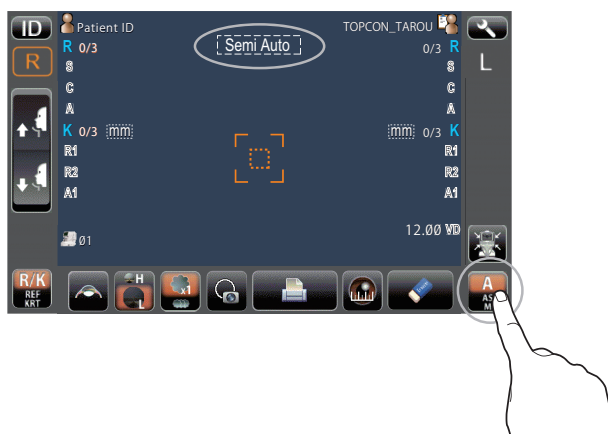 ID Patient ID TOPCON_TAROU
R R 0/3 Semi Auto 0/3 R L
S S
C C
A A
K 0/3 mm mm 0/3 K
R1 R1
R2 R2
A1 A1
01 12.00 VD
R/K
REF
KRT
H
L
x1
A
AS
M